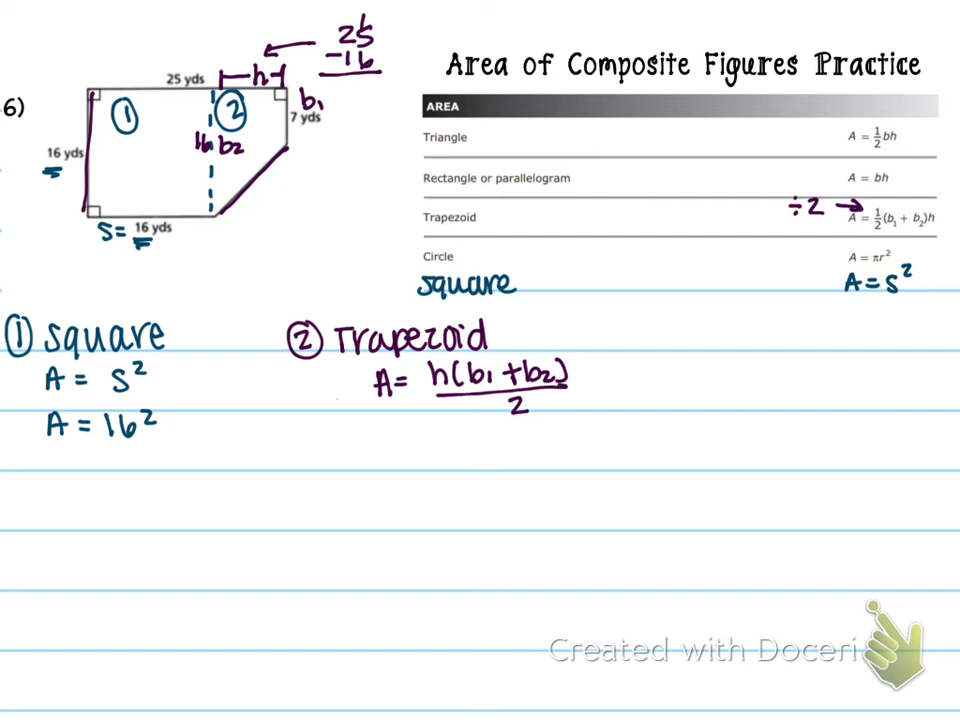 25
-16
Area of Composite Figures Practice
6)
25 yds
h
1
2
b₁
7 yds
16 yds
16
b₂
S = 16 yds
AREA
Triangle A = 1/2 bh
Rectangle or parallelogram A = bh
÷2 →
Trapezoid A = 1/2 (b₁ + b₂)h
Circle A = πr²
square A = s²
① square
A = s²
A = 16²
② Trapezoid
A = h(b₁ + b₂)
2
Created with Doceri